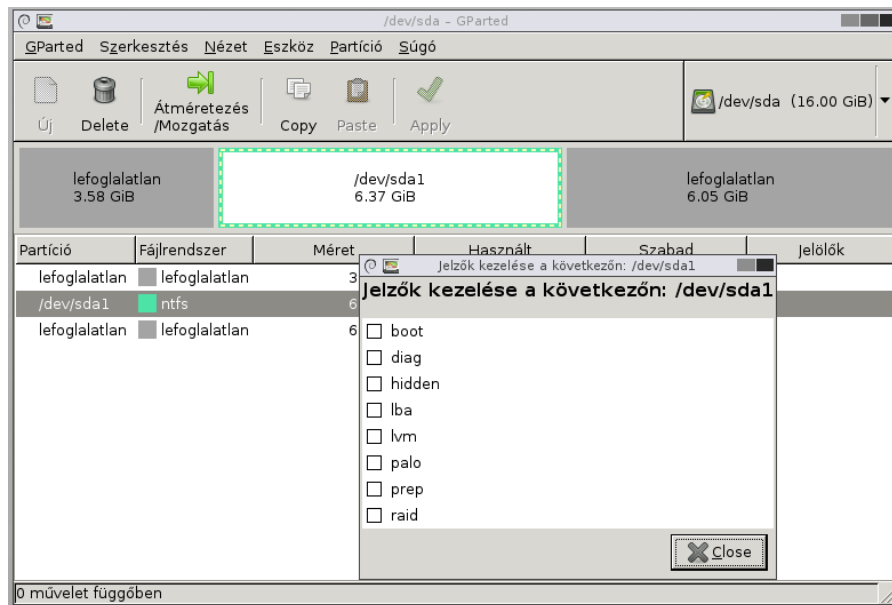 /dev/sda - GParted
GParted Szerkesztés Nézet Eszköz Partíció Súgó
Új
Delete
Átméretezés
/Mozgatás
Copy
Paste
Apply
/dev/sda (16.00 GiB)
lefoglalatlan
3.58 GiB
/dev/sda1
6.37 GiB
lefoglalatlan
6.05 GiB
Partíció Fájlrendszer Méret Használt Szabad Jelölők
lefoglalatlan lefoglalatlan 3
/dev/sda1 ntfs 6
lefoglalatlan lefoglalatlan 6
Jelzők kezelése a következőn: /dev/sda1
Jelzők kezelése a következőn: /dev/sda1
boot
diag
hidden
lba
lvm
palo
prep
raid
Close
0 művelet függőben